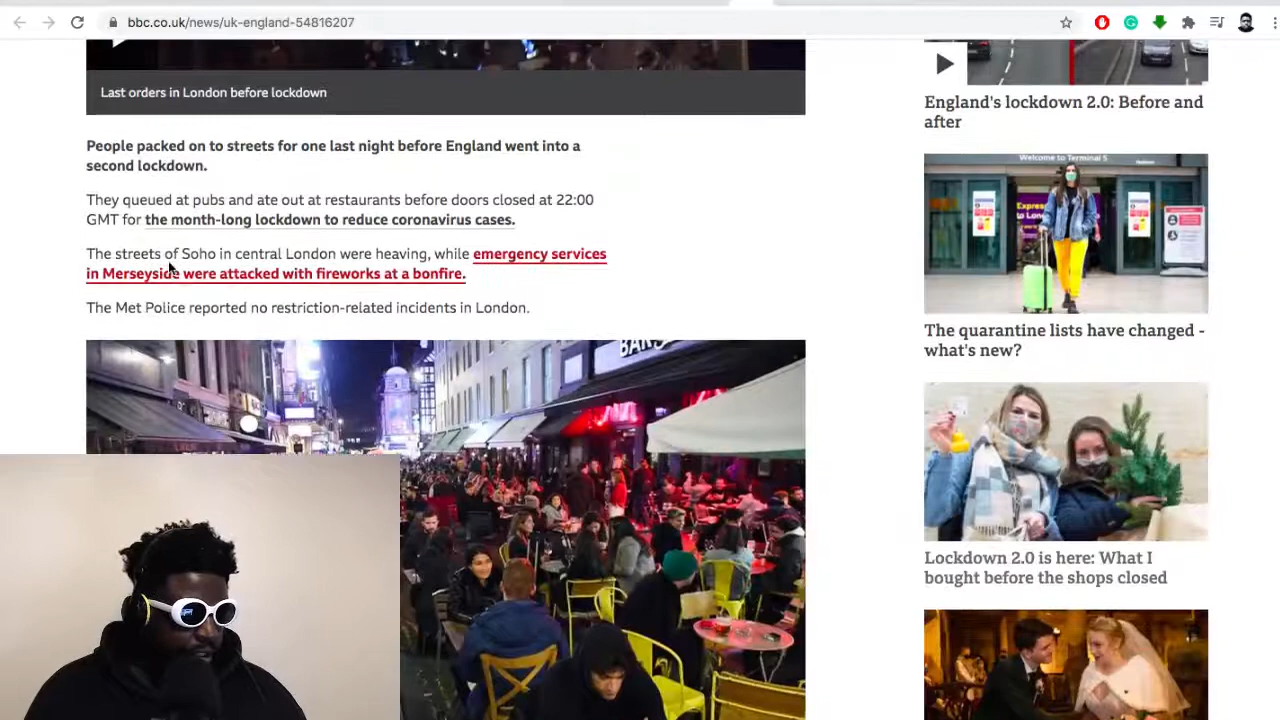 bbc.co.uk/news/uk-england-54816207
Last orders in London before lockdown
People packed on to streets for one last night before England went into a
second lockdown.
They queued at pubs and ate out at restaurants before doors closed at 22:00
GMT for the month-long lockdown to reduce coronavirus cases.
The streets of Soho in central London were heaving, while emergency services
in Merseyside were attacked with fireworks at a bonfire.
The Met Police reported no restriction-related incidents in London.
BARS
England's lockdown 2.0: Before and
after
Welcome to Terminal 5
The quarantine lists have changed -
what's new?
Lockdown 2.0 is here: What I
bought before the shops closed